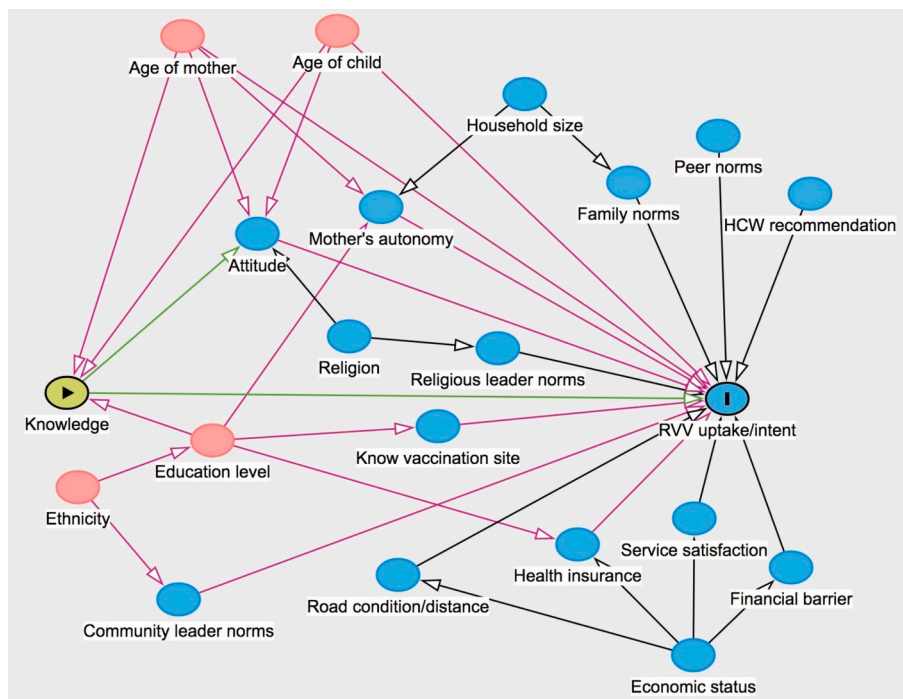 Age of mother
Age of child
Household size
Peer norms
Family norms
HCW recommendation
Mother's autonomy
Attitude
Religion
Religious leader norms
Knowledge
RVV uptake/intent
Know vaccination site
Education level
Ethnicity
Service satisfaction
Health insurance
Financial barrier
Road condition/distance
Community leader norms
Economic status